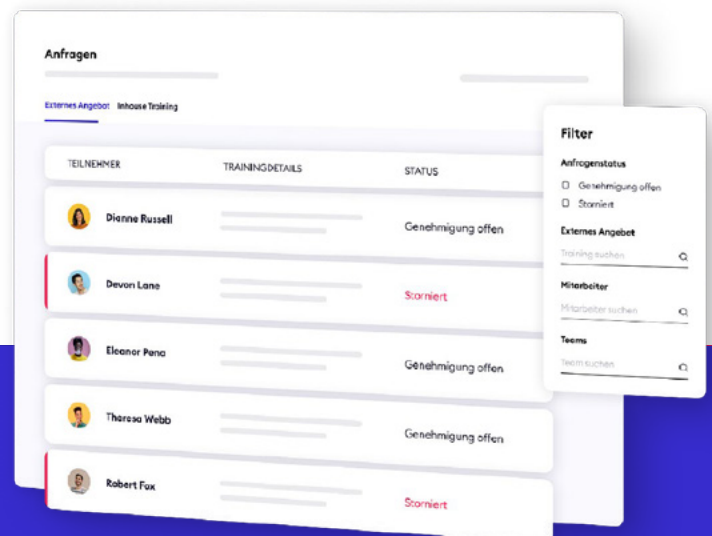 Anfragen
Externes Angebot Inhouse Training
TEILNEHMER TRAININGDETAILS STATUS
Dianne Russell Genehmigung offen
Devon Lane Storniert
Eleanor Pena Genehmigung offen
Theresa Webb Genehmigung offen
Robert Fox Storniert
Filter
Anfragenstatus
Genehmigung offen
Storniert
Externes Angebot
Training suchen
Mitarbeiter
Mitarbeiter suchen
Teams
Team suchen